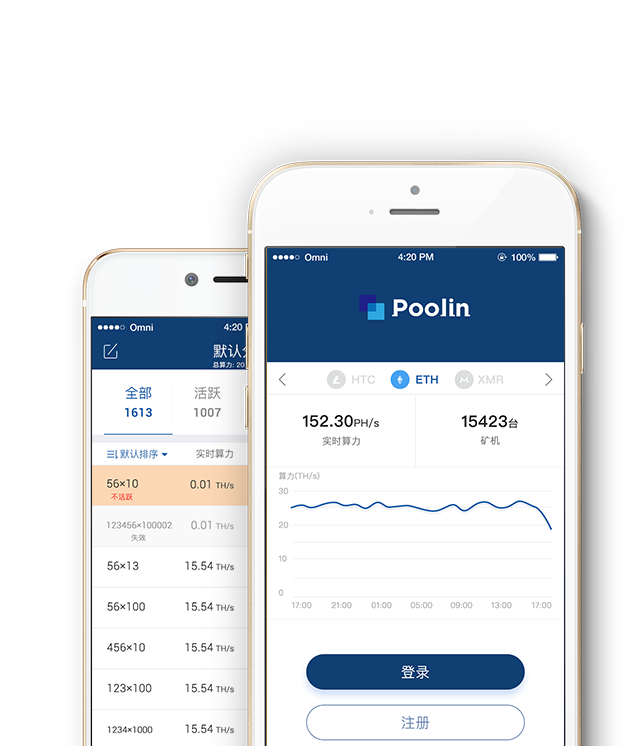 Omni
4:20 PM
100%
Poolin
HTC
ETH
XMR
152.30PH/s
实时算力
15423台
矿机
算力(TH/s)
30
20
10
0
17:00
21:00
01:00
05:00
09:00
13:00
17:00
登录
注册
Omni
4:20
默认
总算力: 20
全部
1613
活跃
1007
默认排序
实时算力
56×10
不活跃
0.01 TH/s
123456×100002
失效
0.01 TH/s
56×13
15.54 TH/s
56×100
15.54 TH/s
456×10
15.54 TH/s
123×100
15.54 TH/s
1234×1000
15.54 TH/s